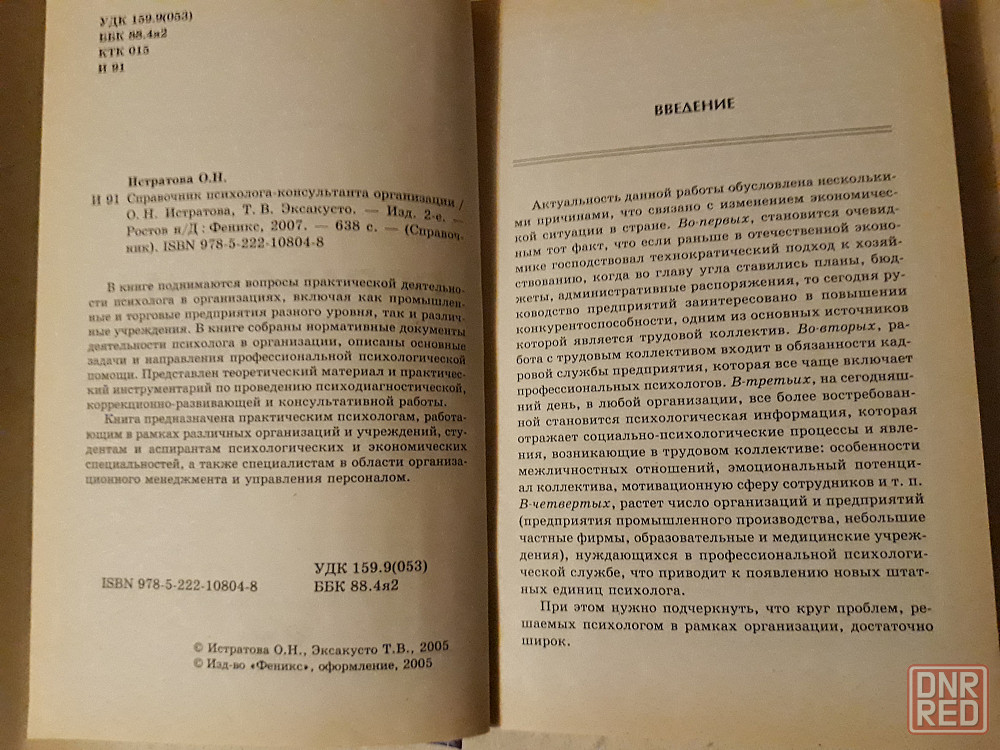 УДК 159.9(053)
ББК 88.4я2
КТК 015
И 91
Истратова О.Н.
И 91 Справочник психолога-консультанта организации /
О. Н. Истратова, Т. В. Эксакусто. — Изд. 2-е. —
Ростов н/Д : Феникс, 2007. — 638 с. — (Справоч-
ник). ISBN 978-5-222-10804-8
В книге поднимаются вопросы практической деятельно-
сти психолога в организациях, включая как промышлен-
ные и торговые предприятия разного уровня, так и различ-
ные учреждения. В книге собраны нормативные документы
деятельности психолога в организации, описаны основные
задачи и направления профессиональной психологической
помощи. Представлен теоретический материал и практичес-
кий инструментарий по проведению психодиагностической,
коррекционно-развивающей и консультативной работы.
Книга предназначена практическим психологам, работа-
ющим в рамках различных организаций и учреждений, сту-
дентам и аспирантам психологических и экономических
специальностей, а также специалистам в области организа-
ционного менеджмента и управления персоналом.
УДК 159.9(053)
ISBN 978-5-222-10804-8 ББК 88.4я2
© Истратова О.Н., Эксакусто Т.В., 2005
© Изд-во «Феникс», оформление, 2005
ВВЕДЕНИЕ
Актуальность данной работы обусловлена нескольки-
ми причинами, что связано с изменением экономичес-
кой ситуации в стране. Во-первых, становится очевид-
ным тот факт, что если раньше в отечественной эконо-
мике господствовал технократический подход к хозяй-
ствованию, когда во главу угла ставились планы, бюд-
жеты, административные распоряжения, то сегодня ру-
ководство предприятий заинтересовано в повышении
конкурентоспособности, одним из основных источников
которой является трудовой коллектив. Во-вторых, ра-
бота с трудовым коллективом входит в обязанности кад-
ровой службы предприятия, которая все чаще включает
профессиональных психологов. В-третьих, на сегодняш-
ний день, в любой организации, все более востребован-
ной становится психологическая информация, которая
отражает социально-психологические процессы и явле-
ния, возникающие в трудовом коллективе: особенности
межличностных отношений, эмоциональный потенци-
ал коллектива, мотивационную сферу сотрудников и т. п.
В-четвертых, растет число организаций и предприятий
(предприятия промышленного производства, небольшие
частные фирмы, образовательные и медицинские учреж-
дения), нуждающихся в профессиональной психологи-
ческой службе, что приводит к появлению новых штат-
ных единиц психолога.
При этом нужно подчеркнуть, что круг проблем, ре-
шаемых психологом в рамках организации, достаточно
широк.
DNR
RED